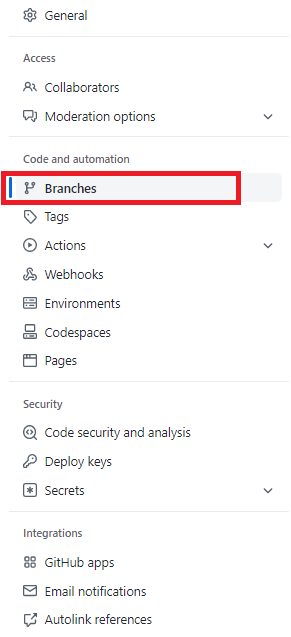 General
Access
Collaborators
Moderation options
Code and automation
Branches
Tags
Actions
Webhooks
Environments
Codespaces
Pages
Security
Code security and analysis
Deploy keys
Secrets
Integrations
GitHub apps
Email notifications
Autolink references